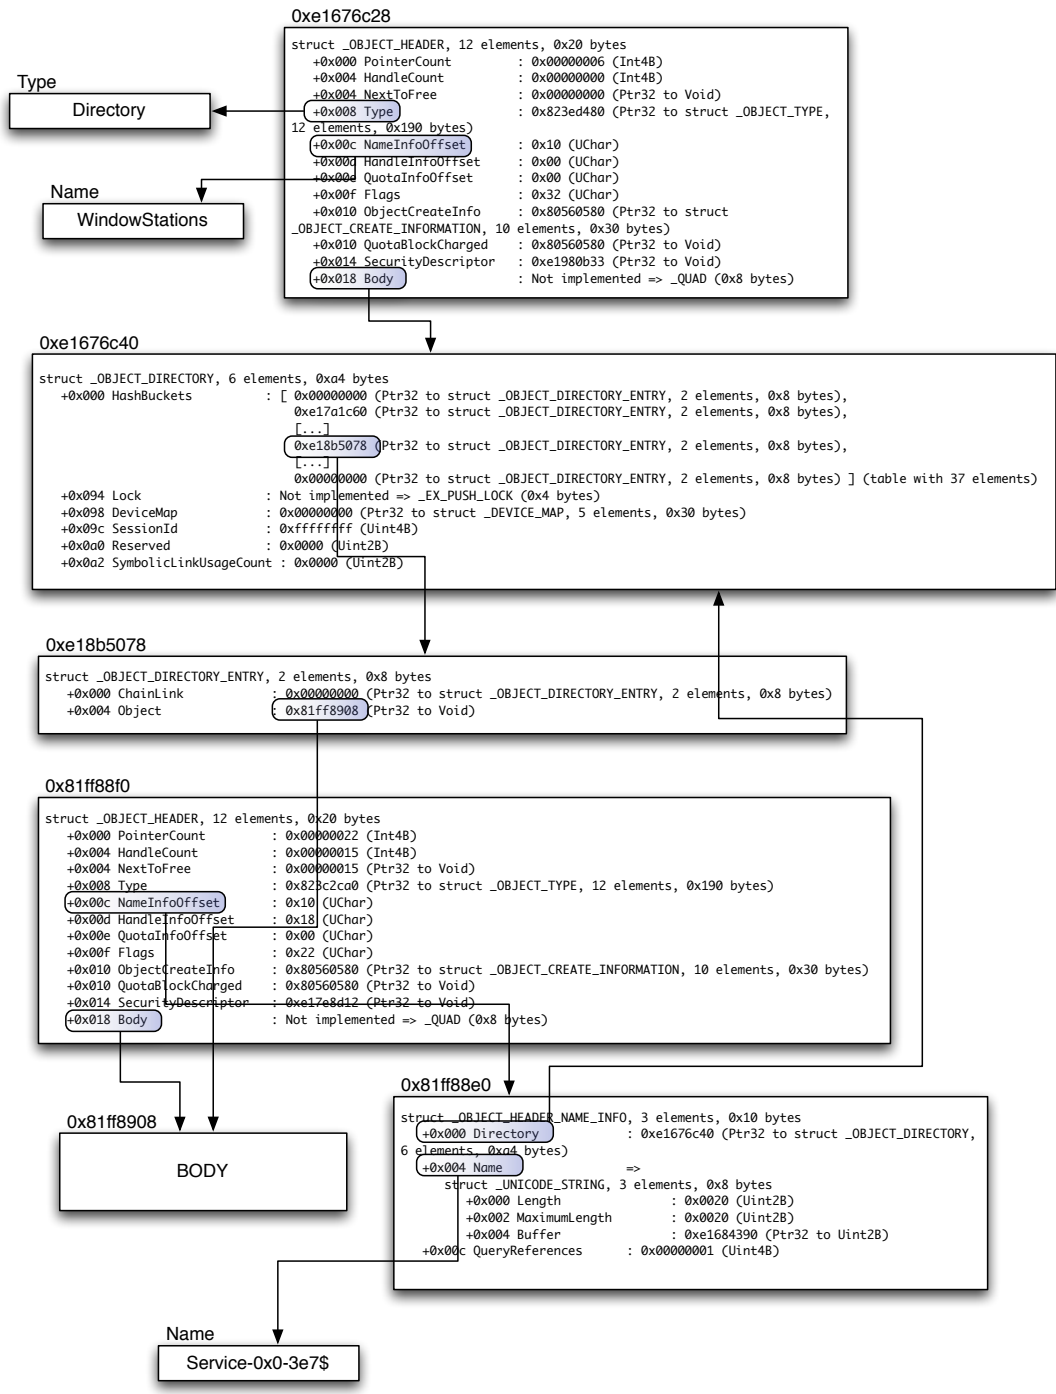 0xe1676c28
struct _OBJECT_HEADER, 12 elements, 0x20 bytes
+0x000 PointerCount : 0x00000006 (Int4B)
+0x004 HandleCount : 0x00000000 (Int4B)
+0x004 NextToFree : 0x00000000 (Ptr32 to Void)
+0x008 Type : 0x823ed480 (Ptr32 to struct _OBJECT_TYPE,
12 elements, 0x190 bytes)
+0x00c NameInfoOffset : 0x10 (UChar)
+0x00d HandleInfoOffset : 0x00 (UChar)
+0x00e QuotaInfoOffset : 0x00 (UChar)
+0x00f Flags : 0x32 (UChar)
+0x010 ObjectCreateInfo : 0x80560580 (Ptr32 to struct
_OBJECT_CREATE_INFORMATION, 10 elements, 0x30 bytes)
+0x010 QuotaBlockCharged : 0x80560580 (Ptr32 to Void)
+0x014 SecurityDescriptor : 0xe1980b33 (Ptr32 to Void)
+0x018 Body : Not implemented => _QUAD (0x8 bytes)
Type
Directory
Name
WindowStations
0xe1676c40
struct _OBJECT_DIRECTORY, 6 elements, 0xa4 bytes
+0x000 HashBuckets : [ 0x00000000 (Ptr32 to struct _OBJECT_DIRECTORY_ENTRY, 2 elements, 0x8 bytes),
0xe17a1c60 (Ptr32 to struct _OBJECT_DIRECTORY_ENTRY, 2 elements, 0x8 bytes),
[...]
0xe18b5078 (Ptr32 to struct _OBJECT_DIRECTORY_ENTRY, 2 elements, 0x8 bytes),
[...]
0x00000000 (Ptr32 to struct _OBJECT_DIRECTORY_ENTRY, 2 elements, 0x8 bytes) ] (table with 37 elements)
+0x094 Lock : Not implemented => _EX_PUSH_LOCK (0x4 bytes)
+0x098 DeviceMap : 0x00000000 (Ptr32 to struct _DEVICE_MAP, 5 elements, 0x30 bytes)
+0x09c SessionId : 0xffffffff (Uint4B)
+0x0a0 Reserved : 0x0000 (Uint2B)
+0x0a2 SymbolicLinkUsageCount : 0x0000 (Uint2B)
0xe18b5078
struct _OBJECT_DIRECTORY_ENTRY, 2 elements, 0x8 bytes
+0x000 ChainLink : 0x00000000 (Ptr32 to struct _OBJECT_DIRECTORY_ENTRY, 2 elements, 0x8 bytes)
+0x004 Object : 0x81ff8908 (Ptr32 to Void)
0x81ff88f0
struct _OBJECT_HEADER, 12 elements, 0x20 bytes
+0x000 PointerCount : 0x00000022 (Int4B)
+0x004 HandleCount : 0x00000015 (Int4B)
+0x004 NextToFree : 0x00000015 (Ptr32 to Void)
+0x008 Type : 0x823c2ca0 (Ptr32 to struct _OBJECT_TYPE, 12 elements, 0x190 bytes)
+0x00c NameInfoOffset : 0x10 (UChar)
+0x00d HandleInfoOffset : 0x18 (UChar)
+0x00e QuotaInfoOffset : 0x00 (UChar)
+0x00f Flags : 0x22 (UChar)
+0x010 ObjectCreateInfo : 0x80560580 (Ptr32 to struct _OBJECT_CREATE_INFORMATION, 10 elements, 0x30 bytes)
+0x010 QuotaBlockCharged : 0x80560580 (Ptr32 to Void)
+0x014 SecurityDescriptor : 0xe17e8d12 (Ptr32 to Void)
+0x018 Body : Not implemented => _QUAD (0x8 bytes)
0x81ff8908
BODY
0x81ff88e0
struct _OBJECT_HEADER_NAME_INFO, 3 elements, 0x10 bytes
+0x000 Directory : 0xe1676c40 (Ptr32 to struct _OBJECT_DIRECTORY,
6 elements, 0xa4 bytes)
+0x004 Name =>
struct _UNICODE_STRING, 3 elements, 0x8 bytes
+0x000 Length : 0x0020 (Uint2B)
+0x002 MaximumLength : 0x0020 (Uint2B)
+0x004 Buffer : 0xe1684390 (Ptr32 to Uint2B)
+0x00c QueryReferences : 0x00000001 (Uint4B)
Name
Service-0x0-3e7$